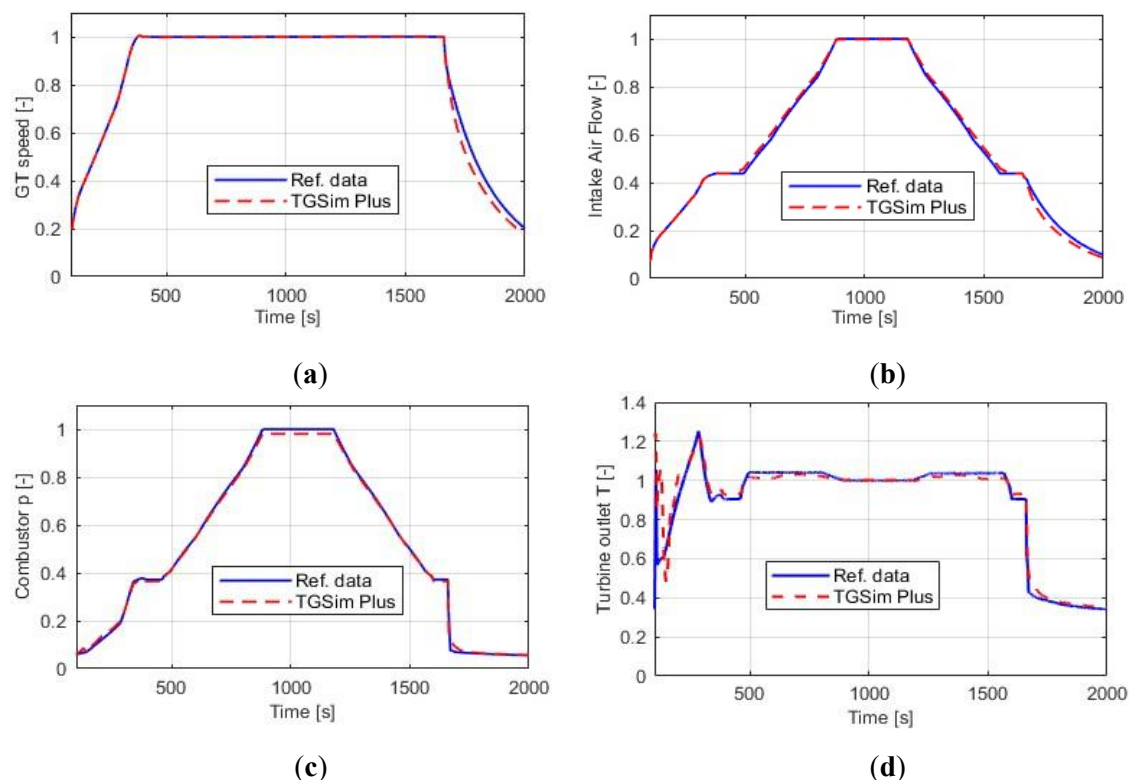 GT speed [-]
1
0.8
0.6
0.4
0.2
0
Ref. data
TGSim Plus
500 1000 1500 2000
Time [s]
(a)
Intake Air Flow [-]
1
0.8
0.6
0.4
0.2
0
Ref. data
TGSim Plus
500 1000 1500 2000
Time [s]
(b)
Combustor p [-]
1
0.8
0.6
0.4
0.2
0
Ref. data
TGSim Plus
500 1000 1500 2000
Time [s]
(c)
Turbine outlet T [-]
1.4
1.2
1
0.8
0.6
0.4
0.2
0
Ref. data
TGSim Plus
500 1000 1500 2000
Time [s]
(d)